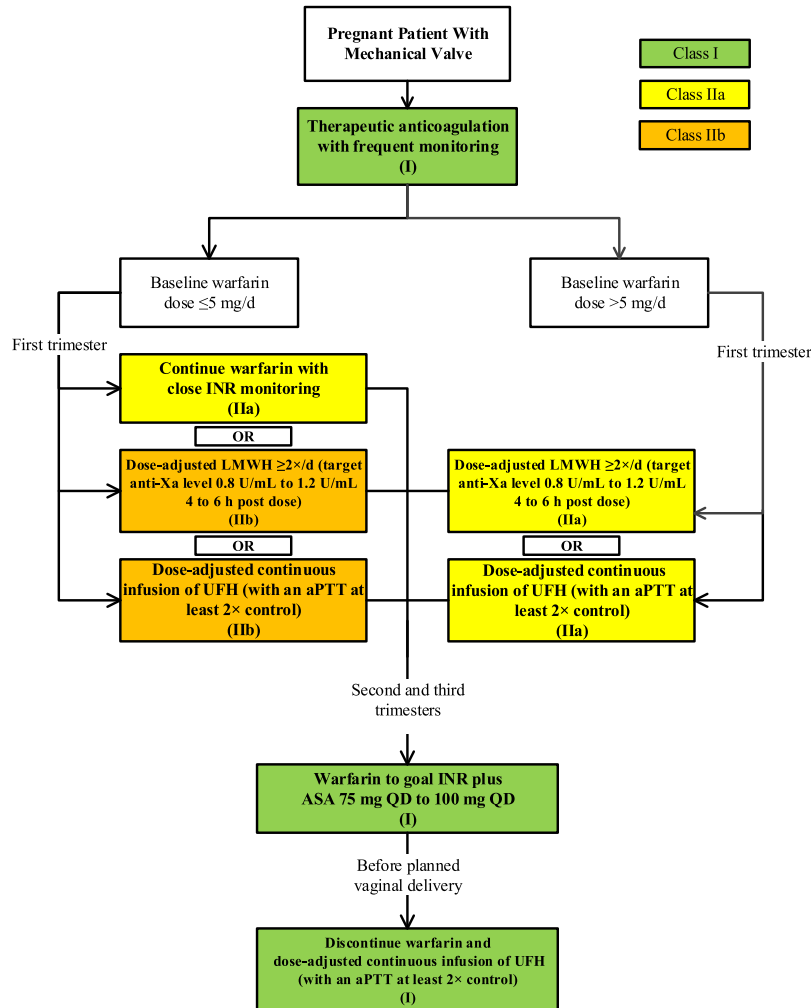 Pregnant Patient With
Mechanical Valve
Class I
Class IIa
Class IIb
Therapeutic anticoagulation
with frequent monitoring
(I)
Baseline warfarin
dose ≤5 mg/d
Baseline warfarin
dose >5 mg/d
First trimester
First trimester
Continue warfarin with
close INR monitoring
(IIa)
OR
Dose-adjusted LMWH ≥2×/d (target
anti-Xa level 0.8 U/mL to 1.2 U/mL
4 to 6 h post dose)
(IIb)
Dose-adjusted LMWH ≥2×/d (target
anti-Xa level 0.8 U/mL to 1.2 U/mL
4 to 6 h post dose)
(IIa)
OR
OR
Dose-adjusted continuous
infusion of UFH (with an aPTT at
least 2× control)
(IIb)
Dose-adjusted continuous
infusion of UFH (with an aPTT at
least 2× control)
(IIa)
Second and third
trimesters
Warfarin to goal INR plus
ASA 75 mg QD to 100 mg QD
(I)
Before planned
vaginal delivery
Discontinue warfarin and
dose-adjusted continuous infusion of UFH
(with an aPTT at least 2× control)
(I)